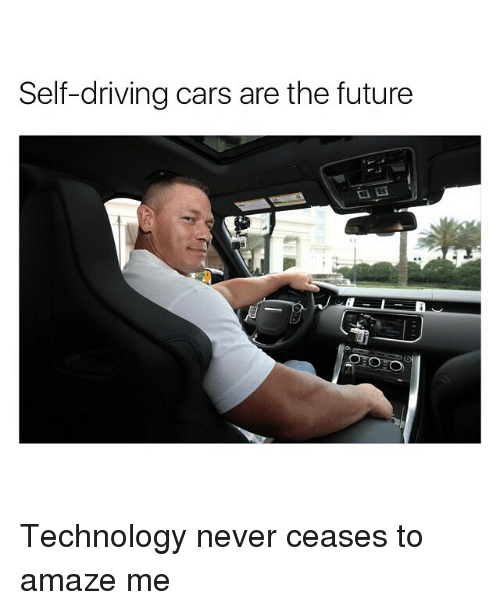 Self-driving cars are the future
Technology never ceases to
amaze me